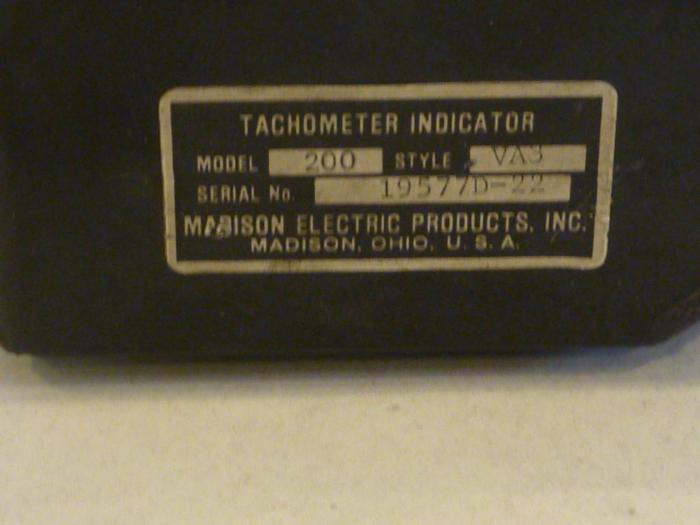 TACHOMETER INDICATOR
MODEL 200 STYLE VA3
SERIAL No. 19577D-22
MADISON ELECTRIC PRODUCTS, INC.
MADISON, OHIO, U. S. A.